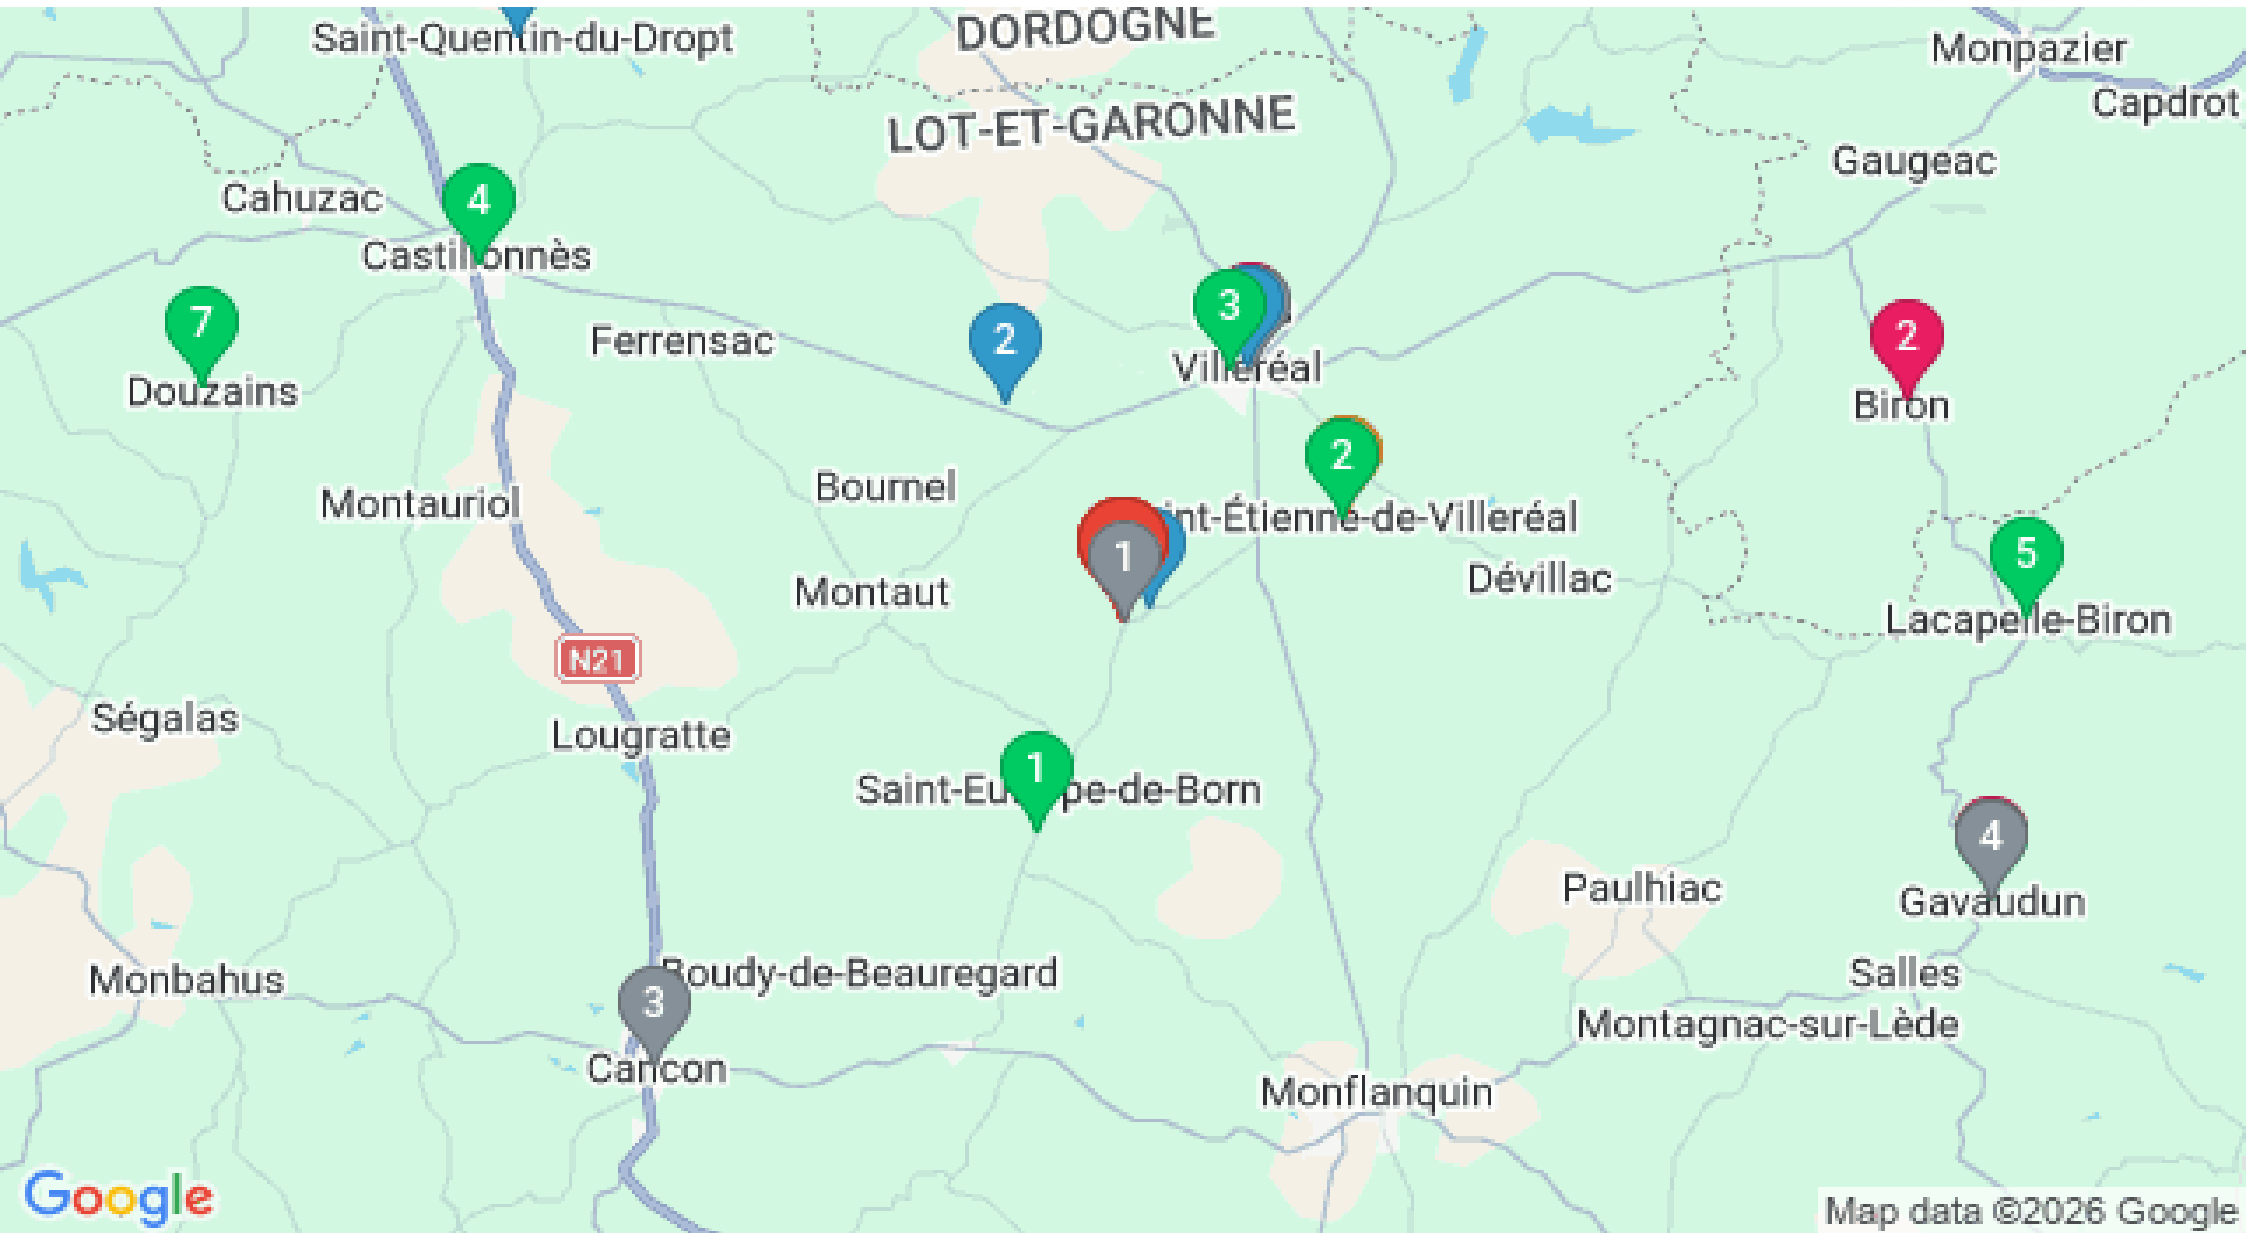 Saint-Quentin-du-Dropt
DORDOGNE
Monpazier
Capdrot
LOT-ET-GARONNE
Gaugeac
Cahuzac
4
Castillonnès
7
3
2
2
Ferrensac
Villeréal
Douzains
Biron
2
Bournel
Montauriol
int-Étienne-de-Villeréal
1
5
Dévillac
Montaut
Lacapelle-Biron
N21
Ségalas
Lougratte
1
Saint-Eutrope-de-Born
4
Paulhiac
Gavaudun
Boudy-de-Beauregard
Monbahus
Salles
3
Montagnac-sur-Lède
Cancon
Monflanquin
Google
Map data ©2026 Google